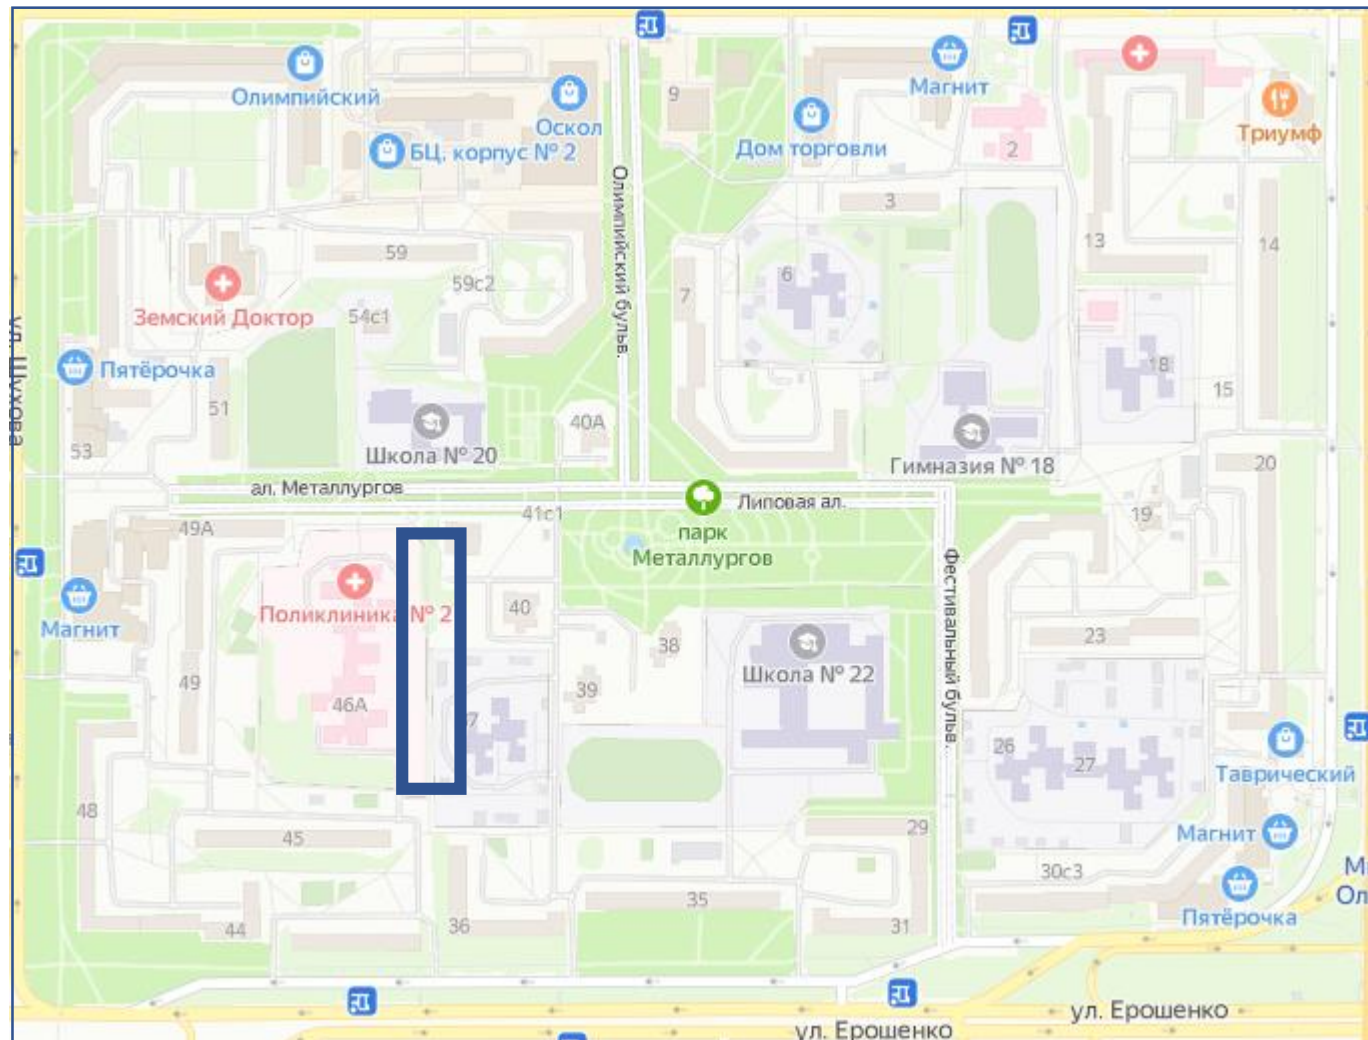 Магнит
9
Олимпийский
Оскол
Триумф
БЦ, корпус № 2
Дом торговли
2
Олимпийский бульв.
3
13
14
59
6
59с2
7
54с1
Земский Доктор
ул. Шухова
Пятёрочка
18
15
51
40А
53
Школа № 20
Гимназия № 18
20
ал. Металлургов
Липовая ал.
41с1
19
49А
парк
Металлургов
Фестивальный бульв.
Поликлиника № 2
40
Магнит
38
23
Школа № 22
49
39
46А
7
26
27
Таврический
48
45
29
Магнит
30с3
М
Ол
35
Пятёрочка
44
36
31
ул. Ерошенко
ул. Ерошенко